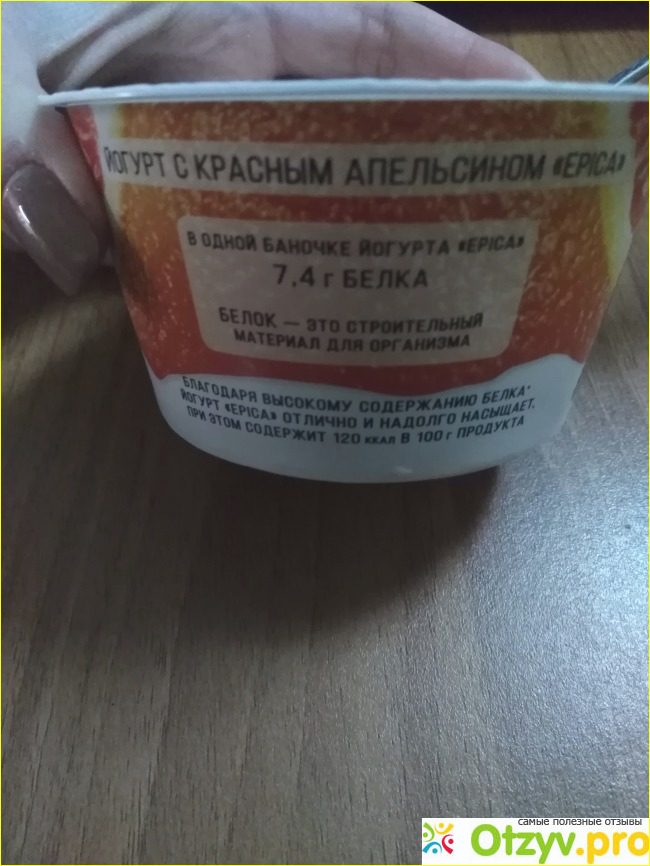 ЙОГУРТ С КРАСНЫМ АПЕЛЬСИНОМ «EPICA»
В ОДНОЙ БАНОЧКЕ ЙОГУРТА «EPICA»
7,4 г БЕЛКА
БЕЛОК — ЭТО СТРОИТЕЛЬНЫЙ
МАТЕРИАЛ ДЛЯ ОРГАНИЗМА
БЛАГОДАРЯ ВЫСОКОМУ СОДЕРЖАНИЮ БЕЛКА*
ЙОГУРТ «EPICA» ОТЛИЧНО И НАДОЛГО НАСЫЩАЕТ,
ПРИ ЭТОМ СОДЕРЖИТ 120 ккал В 100 г ПРОДУКТА
самые полезные отзывы
Otzyv.pro